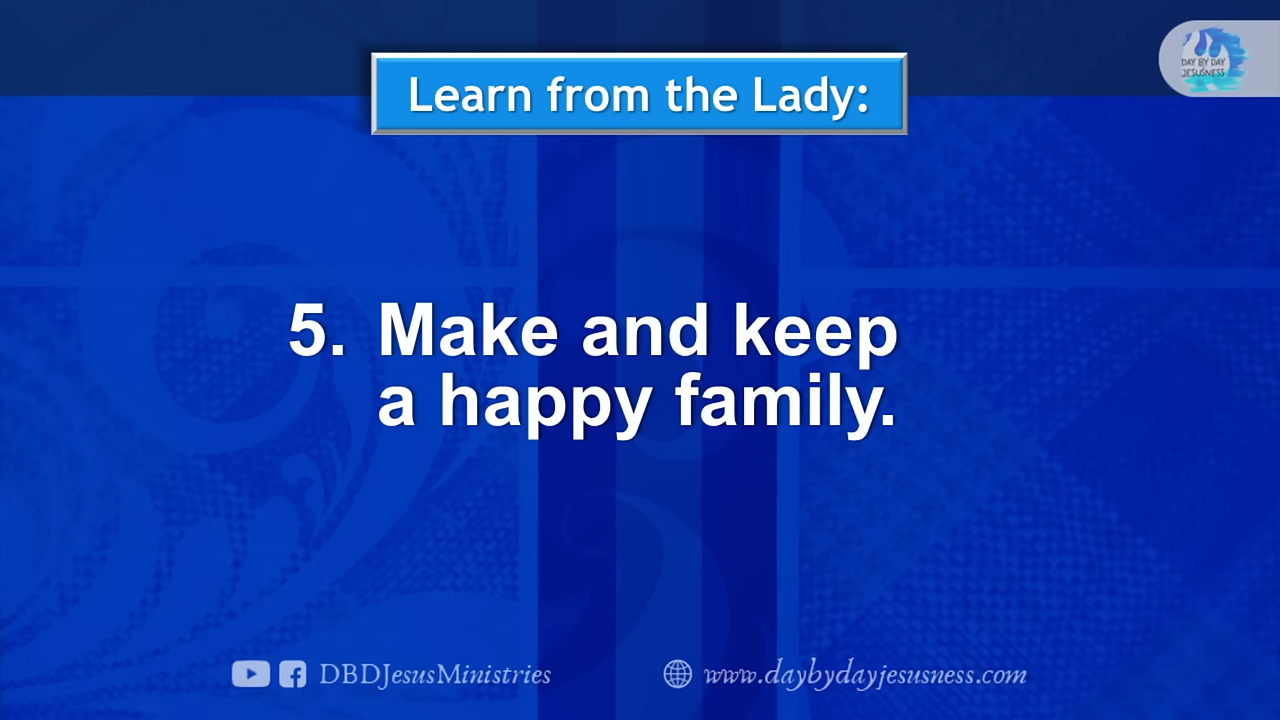 Learn from the Lady:
DAY BY DAY
JESUSNESS
5. Make and keep
a happy family.
DBDJesusMinistries
www.daybydayjesusness.com